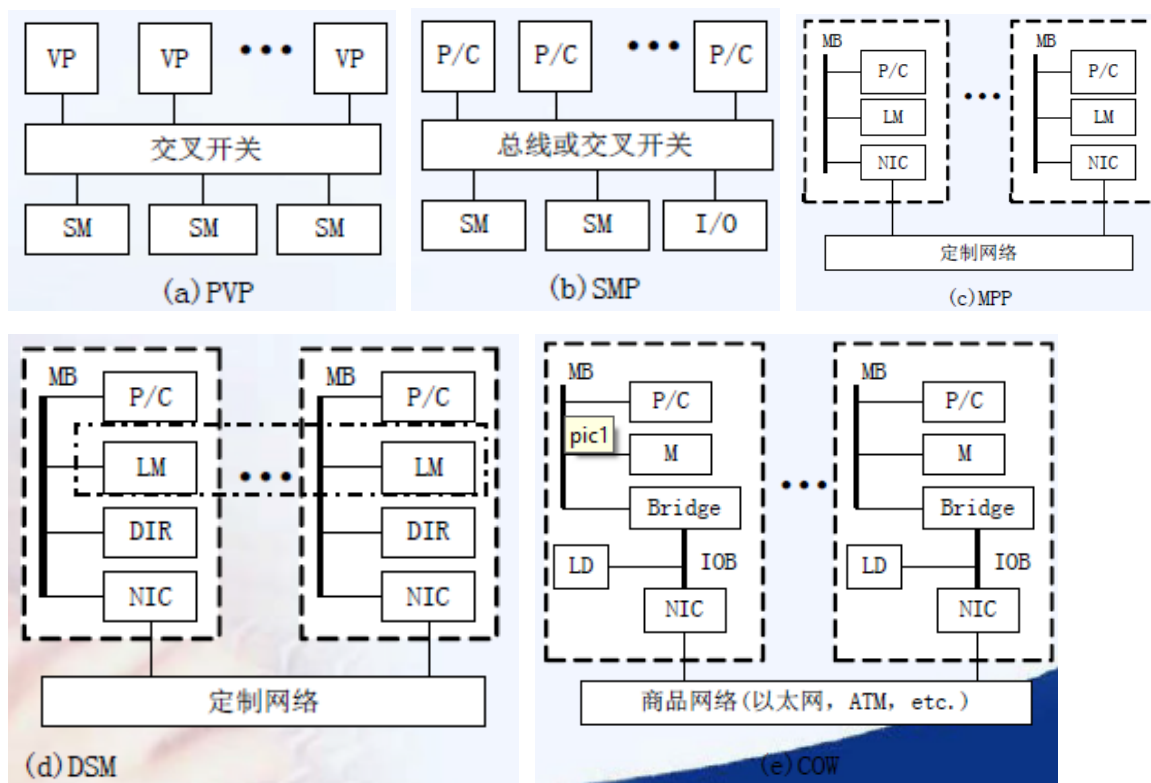 VP VP ••• VP
交叉开关
SM SM SM
(a)PVP
P/C P/C ••• P/C
总线或交叉开关
SM SM I/O
(b)SMP
MB MB
P/C P/C
LM ••• LM
NIC NIC
定制网络
(c)MPP
MB MB
P/C P/C
LM ••• LM
DIR DIR
NIC NIC
定制网络
(d)DSM
MB MB
P/C P/C
pic1
M M
•••
Bridge Bridge
LD IOB LD IOB
NIC NIC
商品网络(以太网，ATM，etc.)
(e)COW